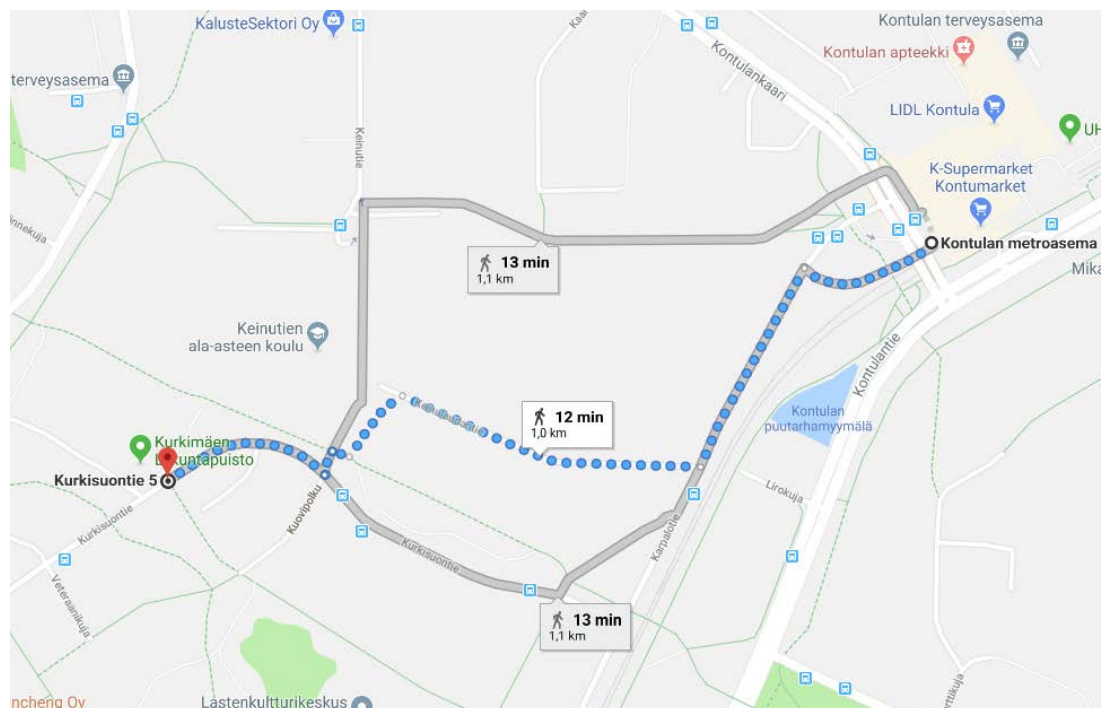 KalusteSektori Oy
Kontulan terveysasema
Kontulan apteekki
terveysasema
Kontulankaari
LIDL Kontula
Keinutie
K-Supermarket
Kontumarket
Kontulan metroasema
13 min
1,1 km
Keinutien
ala-asteen koulu
Kontulantie
12 min
1,0 km
Kontulan
puutarhamyymälä
Kurkimäen
Kurkisuontie 5
Lirokuja
Kuovipolku
Kurkisuontie
Karpalotie
Kurkisuontie
Veteraanikuja
13 min
1,1 km
ncheng Oy
Lastenkulttuurikeskus